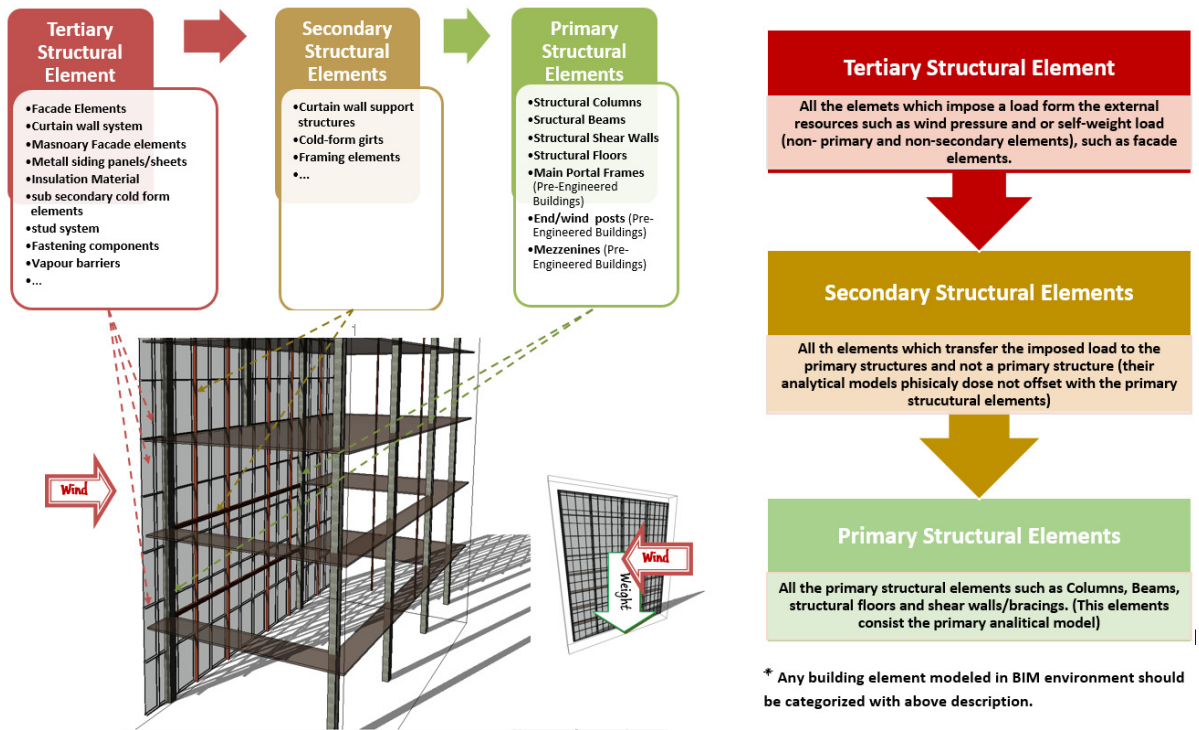 Tertiary
Structural
Element
•Facade Elements
•Curtain wall system
•Masnoary Facade elements
•Metall siding panels/sheets
•Insulation Material
•sub secondary cold form
elements
•stud system
•Fastening components
•Vapour barriers
•...
Secondary
Structural
Elements
•Curtain wall support
structures
•Cold-form girts
•Framing elements
•...
Primary
Structural
Elements
•Structural Columns
•Sructural Beams
•Structural Shear Walls
•Structural Floors
•Main Portal Frames
(Pre-Engineered
Buildings)
•End/wind posts (Pre-
Engineered Buildings)
•Mezzenines (Pre-
Engineered Buildings)
Wind
Wind
Weight
Tertiary Structural Element
All the elemets which impose a load form the external
resources such as wind pressure and or self-weight load
(non- primary and non-secondary elements), such as facade
elements.
Secondary Structural Elements
All th elements which transfer the imposed load to the
primary structures and not a primary structure (their
analytical models phisicaly dose not offset with the primary
strucutural elements)
Primary Structural Elements
All the primary structural elements such as Columns, Beams,
structural floors and shear walls/bracings. (This elements
consist the primary analitical model)
* Any building element modeled in BIM environment should
be categorized with above description.